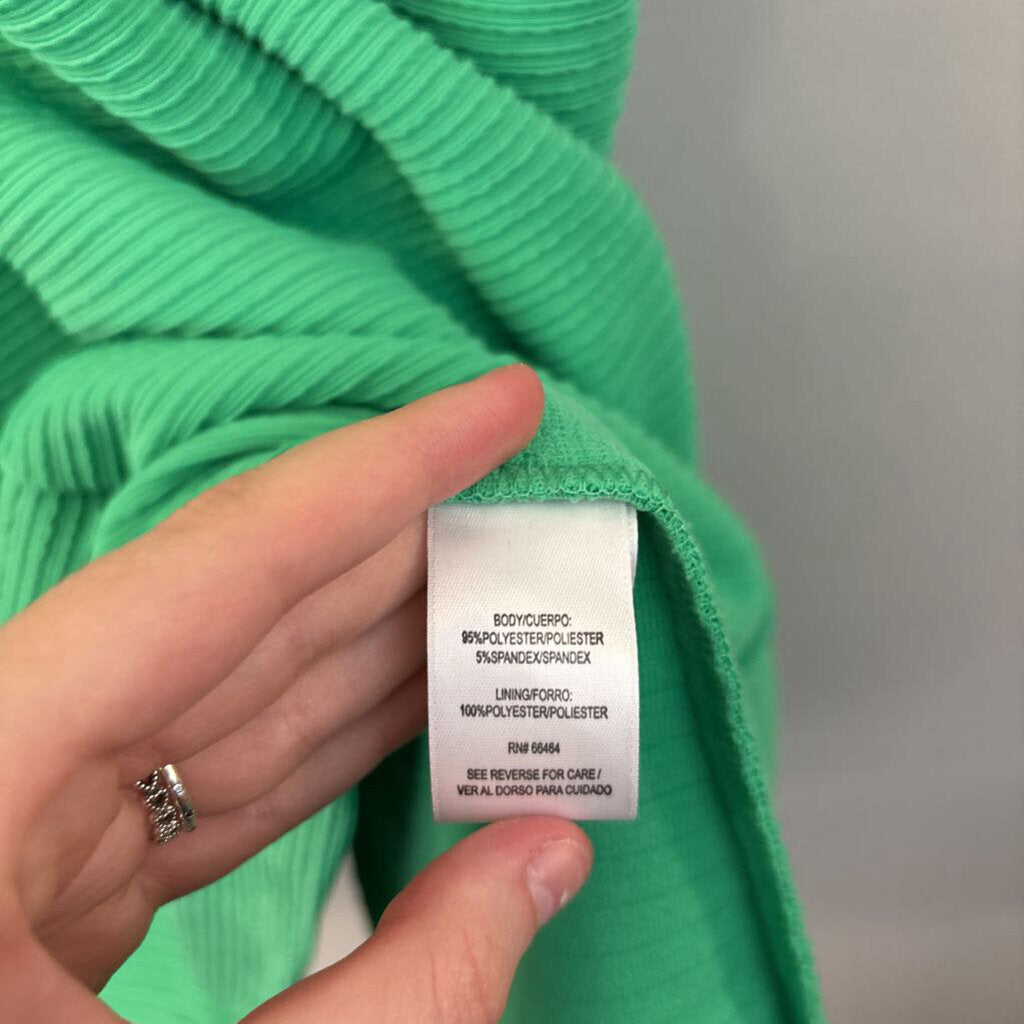 BODY/CUERPO:
95%POLYESTER/POLIESTER
5%SPANDEX/SPANDEX
LINING/FORRO:
100%POLYESTER/POLIESTER
RN# 66464
SEE REVERSE FOR CARE /
VER AL DORSO PARA CUIDADO